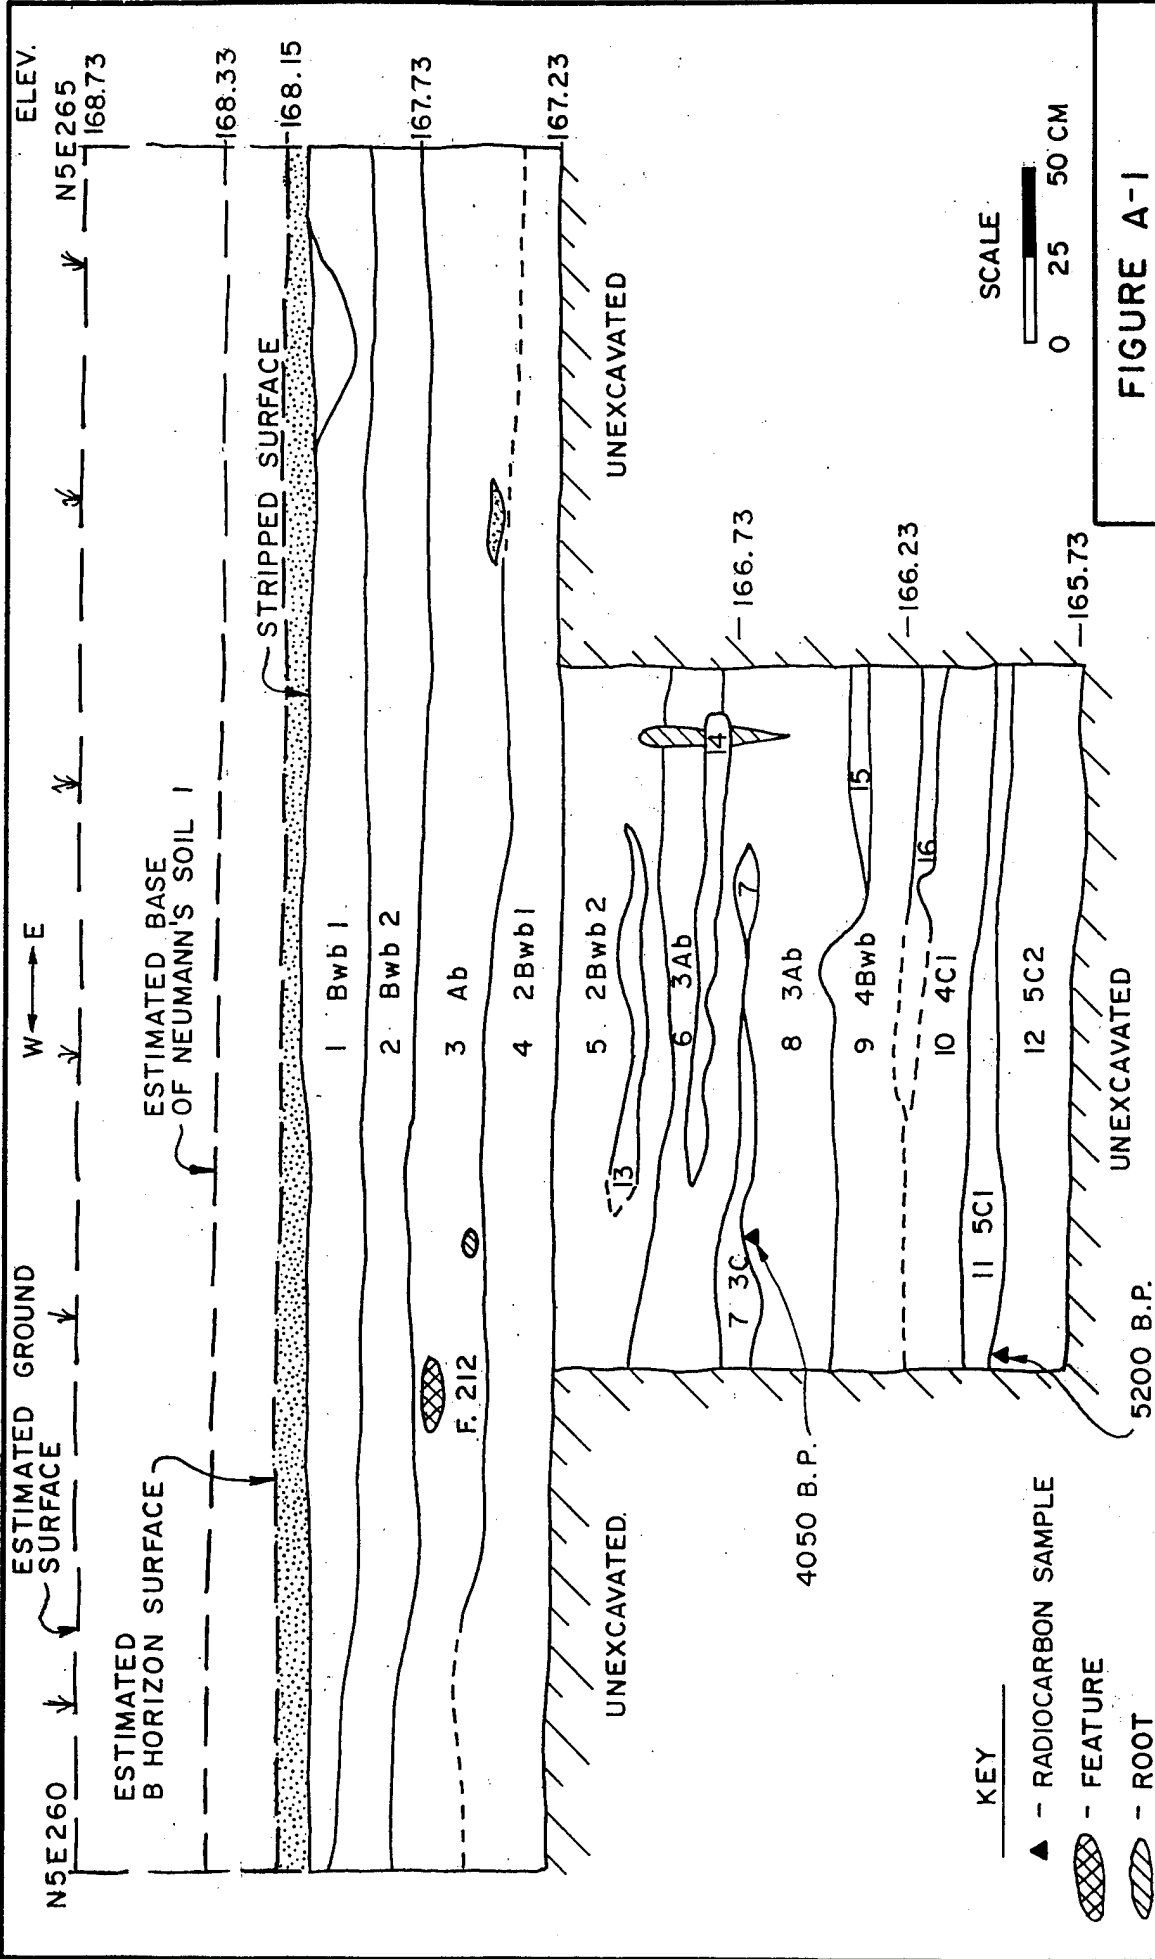 ELEV.
N5E260
N5E265
168.73
ESTIMATED GROUND
SURFACE
W E
168.33
ESTIMATED BASE
OF NEUMANN'S SOIL I
168.15
ESTIMATED
B HORIZON SURFACE
STRIPPED SURFACE
1 Bwb 1
2 Bwb 2
167.73
3 Ab
F. 212
4 2Bwb1
167.23
UNEXCAVATED
UNEXCAVATED
5 2Bwb 2
13
6 3Ab
14
166.73
7 3C
7
4050 B.P.
8 3Ab
15
9 4Bwb
166.23
16
10 4C1
11 5C1
12 5C2
165.73
5200 B.P.
UNEXCAVATED
KEY
- RADIOCARBON SAMPLE
- FEATURE
- ROOT
SCALE
0 25 50 CM
FIGURE A-1